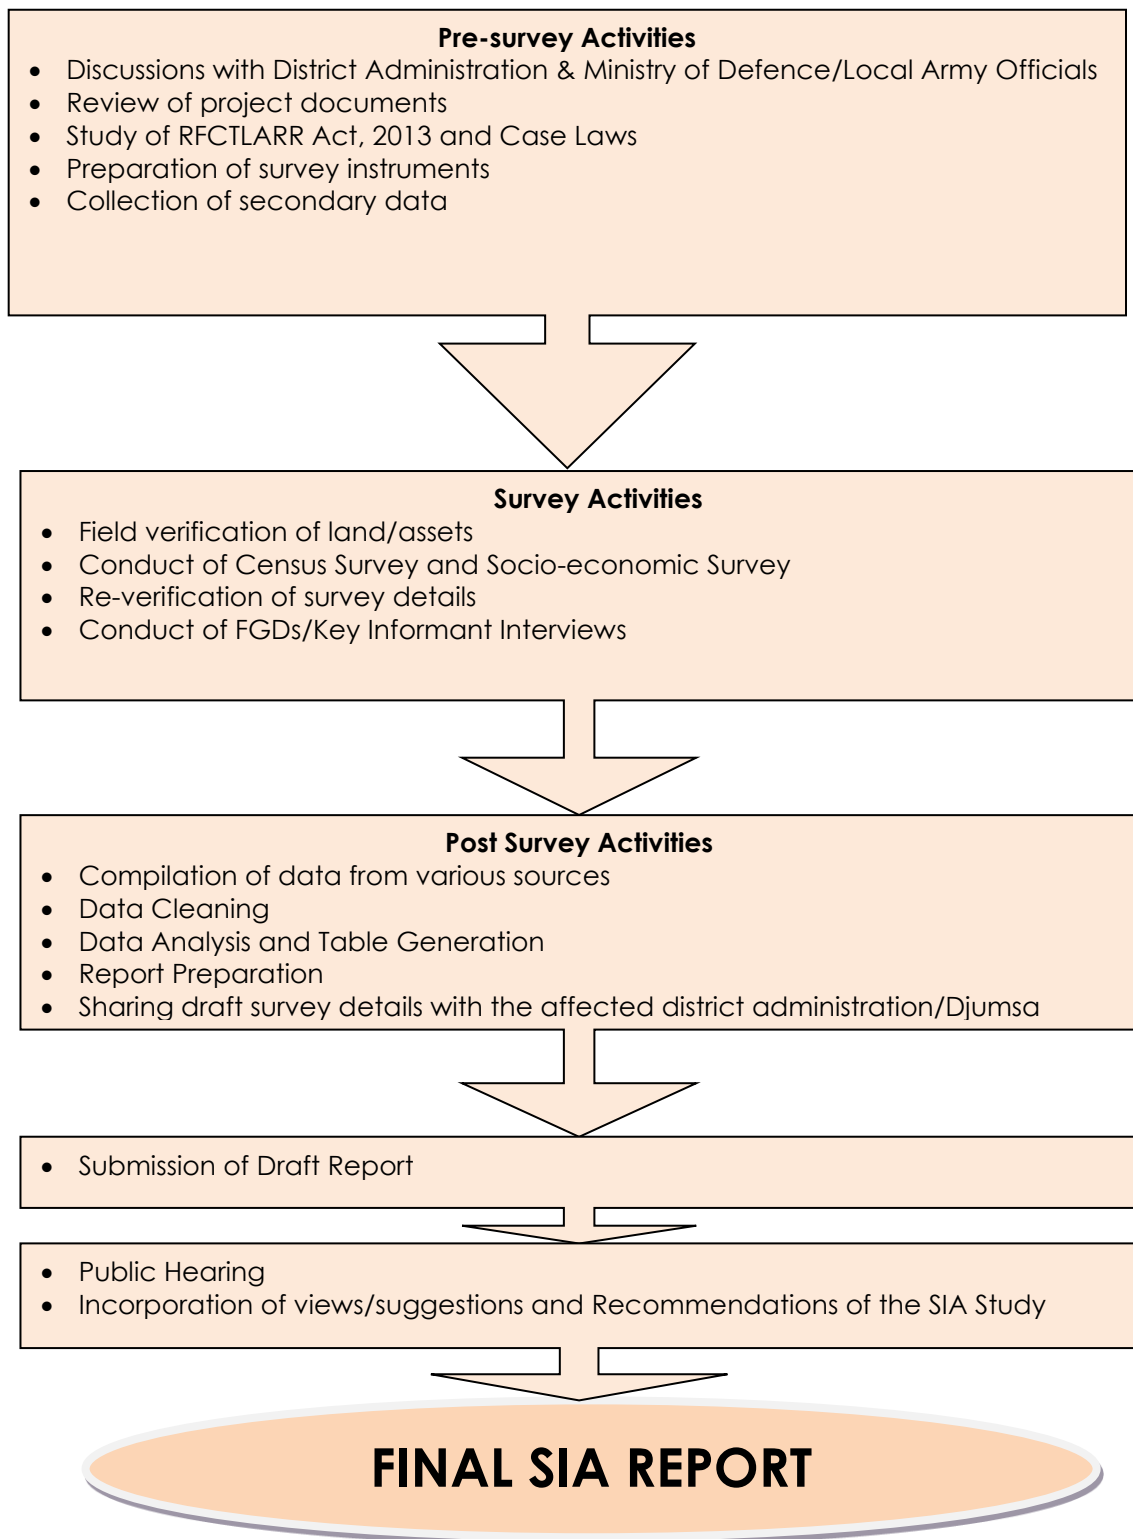 Pre-survey Activities
• Discussions with District Administration & Ministry of Defence/Local Army Officials
• Review of project documents
• Study of RFCTLARR Act, 2013 and Case Laws
• Preparation of survey instruments
• Collection of secondary data
Survey Activities
• Field verification of land/assets
• Conduct of Census Survey and Socio-economic Survey
• Re-verification of survey details
• Conduct of FGDs/Key Informant Interviews
Post Survey Activities
• Compilation of data from various sources
• Data Cleaning
• Data Analysis and Table Generation
• Report Preparation
• Sharing draft survey details with the affected district administration/Djumsa
• Submission of Draft Report
• Public Hearing
• Incorporation of views/suggestions and Recommendations of the SIA Study
FINAL SIA REPORT